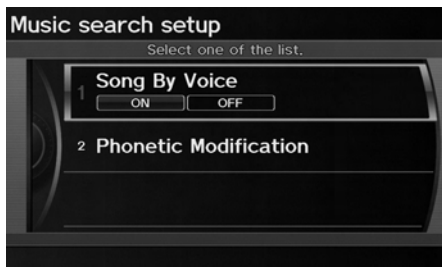 Music search setup
Select one of the list.
1 Song By Voice
ON OFF
2 Phonetic Modification